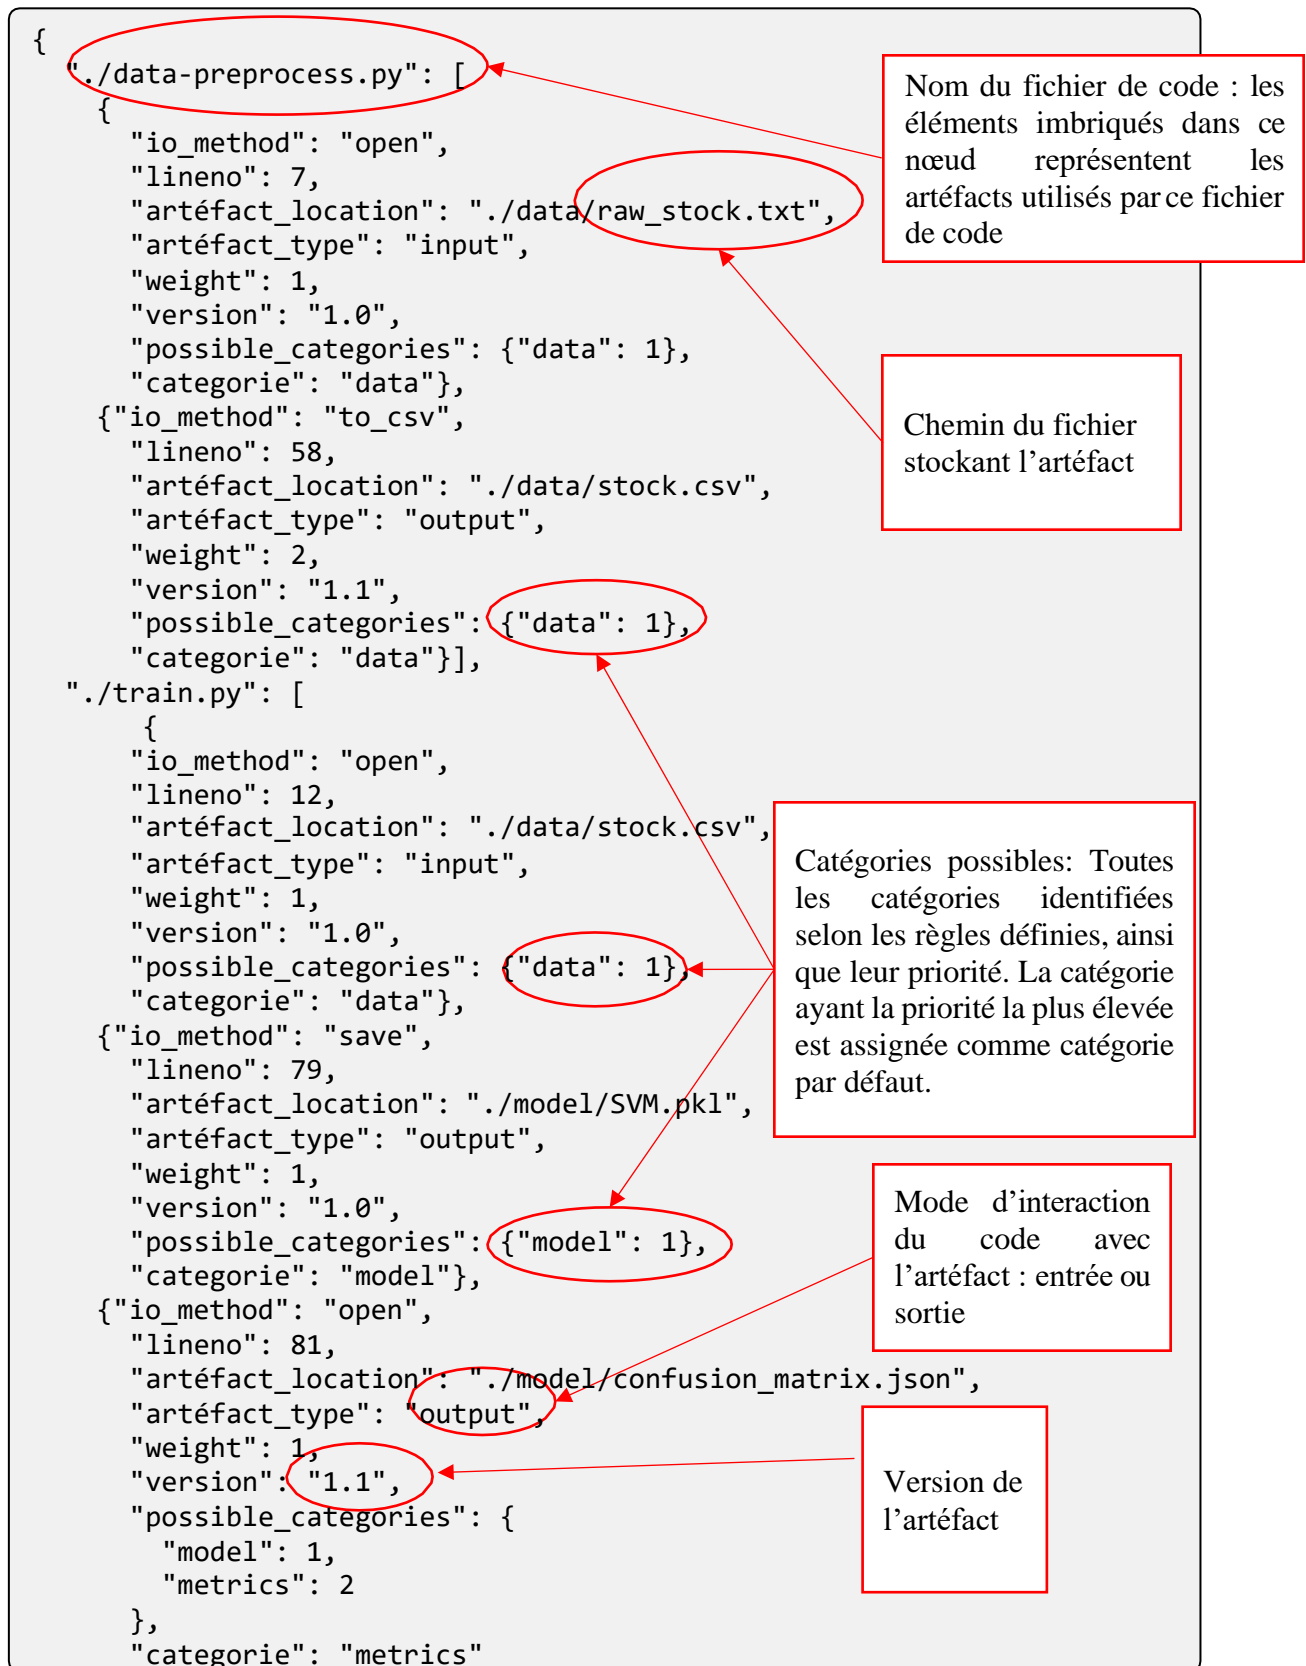 {
"./data-preprocess.py": [
{
"io_method": "open",
"lineno": 7,
"artéfact_location": "./data/raw_stock.txt",
"artéfact_type": "input",
"weight": 1,
"version": "1.0",
"possible_categories": {"data": 1},
"categorie": "data"},
{"io_method": "to_csv",
"lineno": 58,
"artéfact_location": "./data/stock.csv",
"artéfact_type": "output",
"weight": 2,
"version": "1.1",
"possible_categories": {"data": 1},
"categorie": "data"}],
"./train.py": [
{
"io_method": "open",
"lineno": 12,
"artéfact_location": "./data/stock.csv",
"artéfact_type": "input",
"weight": 1,
"version": "1.0",
"possible_categories": {"data": 1},
"categorie": "data"},
{"io_method": "save",
"lineno": 79,
"artéfact_location": "./model/SVM.pkl",
"artéfact_type": "output",
"weight": 1,
"version": "1.0",
"possible_categories": {"model": 1},
"categorie": "model"},
{"io_method": "open",
"lineno": 81,
"artéfact_location": "./model/confusion_matrix.json",
"artéfact_type": "output",
"weight": 1,
"version": "1.1",
"possible_categories": {
"model": 1,
"metrics": 2
},
"categorie": "metrics"
Nom du fichier de code : les
éléments imbriqués dans ce
nœud représentent les
artéfacts utilisés par ce fichier
de code
Chemin du fichier
stockant l’artéfact
Catégories possibles: Toutes
les catégories identifiées
selon les règles définies, ainsi
que leur priorité. La catégorie
ayant la priorité la plus élevée
est assignée comme catégorie
par défaut.
Mode d’interaction
du code avec
l’artéfact : entrée ou
sortie
Version de
l’artéfact